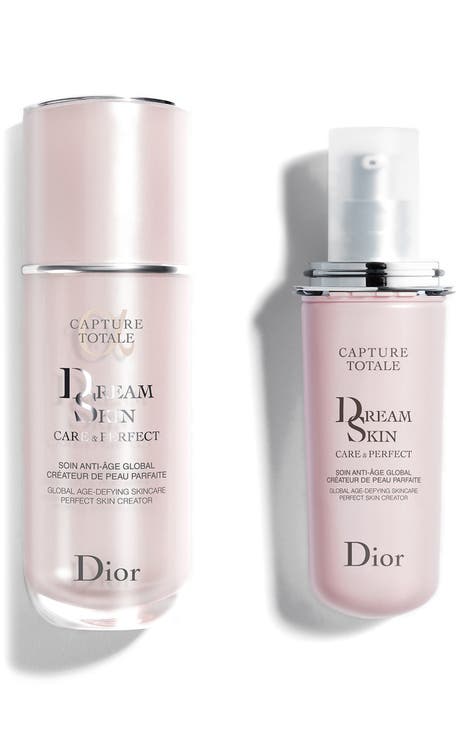 CAPTURE
TOTALE
DREAM
SKIN
CARE & PERFECT
SOIN ANTI-ÂGE GLOBAL
CRÉATEUR DE PEAU PARFAITE
GLOBAL AGE-DEFYING SKINCARE
PERFECT SKIN CREATOR
Dior
CAPTURE
TOTALE
DREAM
SKIN
CARE & PERFECT
SOIN ANTI-ÂGE GLOBAL
CRÉATEUR DE PEAU PARFAITE
GLOBAL AGE-DEFYING SKINCARE
PERFECT SKIN CREATOR
Dior